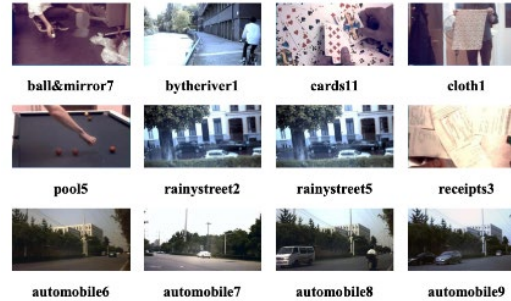 ball&mirror7 bytheriver1 cards11 cloth1
pool5 rainystreet2 rainystreet5 receipts3
automobile6 automobile7 automobile8 automobile9